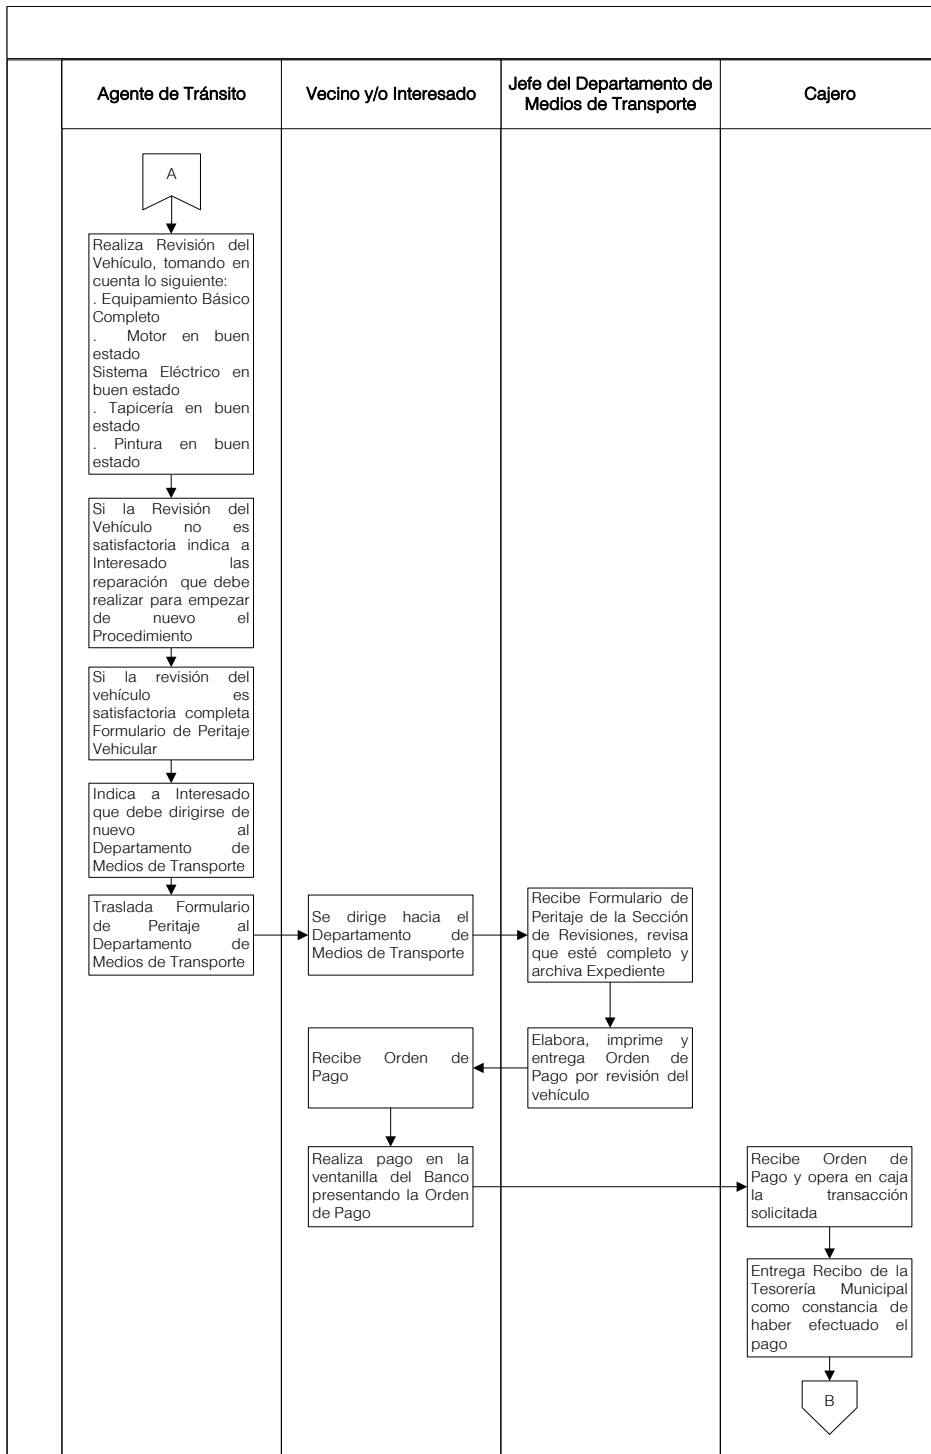 Agente de Tránsito
Vecino y/o Interesado
Jefe del Departamento de
Medios de Transporte
Cajero
A
Realiza Revisión del
Vehículo, tomando en
cuenta lo siguiente:
. Equipamiento Básico
Completo
. Motor en buen
estado
Sistema Eléctrico en
buen estado
. Tapicería en buen
estado
. Pintura en buen
estado
Si la Revisión del
Vehículo no es
satisfactoria indica a
Interesado las
reparación que debe
realizar para empezar
de nuevo el
Procedimiento
Si la revisión del
vehículo es
satisfactoria completa
Formulario de Peritaje
Vehicular
Indica a Interesado
que debe dirigirse de
nuevo al
Departamento de
Medios de Transporte
Traslada Formulario
de Peritaje al
Departamento de
Medios de Transporte
Se dirige hacia el
Departamento de
Medios de Transporte
Recibe Formulario de
Peritaje de la Sección
de Revisiones, revisa
que esté completo y
archiva Expediente
Elabora, imprime y
entrega Orden de
Pago por revisión del
vehículo
Recibe Orden de
Pago
Realiza pago en la
ventanilla del Banco
presentando la Orden
de Pago
Recibe Orden de
Pago y opera en caja
la transacción
solicitada
Entrega Recibo de la
Tesorería Municipal
como constancia de
haber efectuado el
pago
B